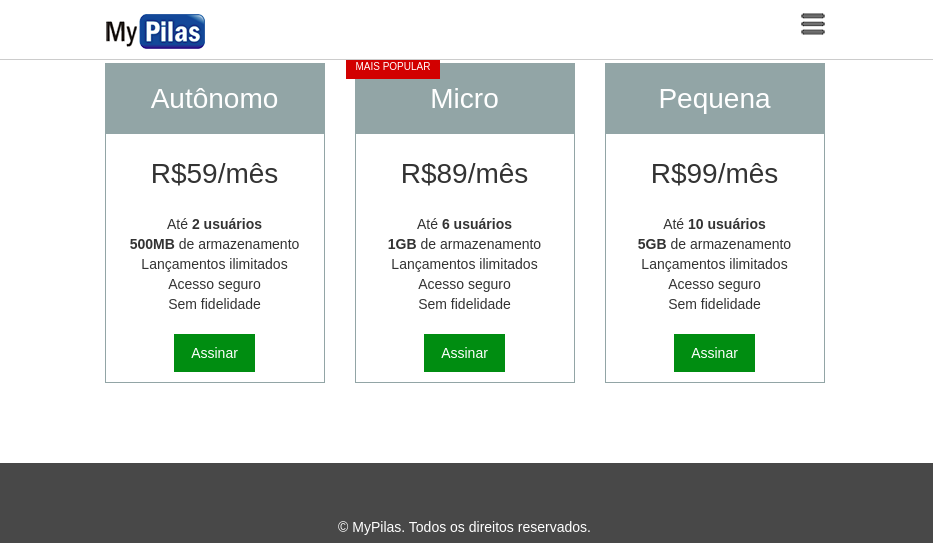 My Pilas
MAIS POPULAR
Autônomo
R$59/mês
Até 2 usuários
500MB de armazenamento
Lançamentos ilimitados
Acesso seguro
Sem fidelidade
Assinar
Micro
R$89/mês
Até 6 usuários
1GB de armazenamento
Lançamentos ilimitados
Acesso seguro
Sem fidelidade
Assinar
Pequena
R$99/mês
Até 10 usuários
5GB de armazenamento
Lançamentos ilimitados
Acesso seguro
Sem fidelidade
Assinar
© MyPilas. Todos os direitos reservados.